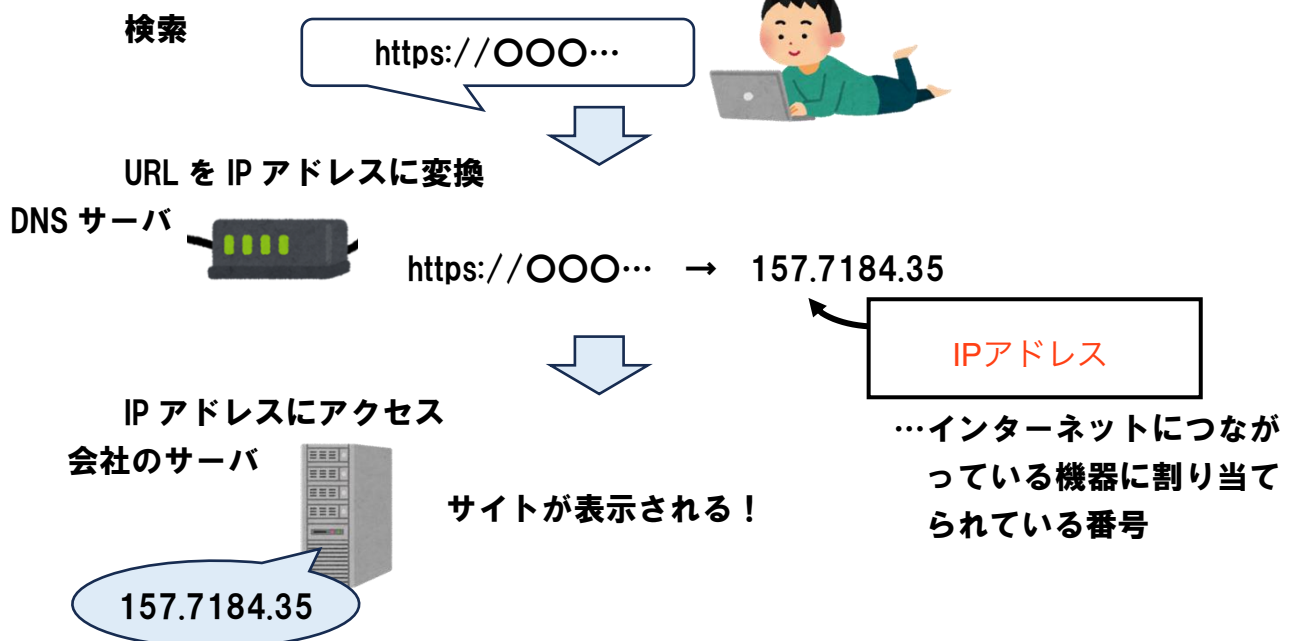 検索
https://〇〇〇…
URL を IP アドレスに変換
DNS サーバ
https://〇〇〇… → 157.7184.35
IPアドレス
IP アドレスにアクセス
会社のサーバ
…インターネットにつなが
っている機器に割り当て
られている番号
サイトが表示される！
157.7184.35